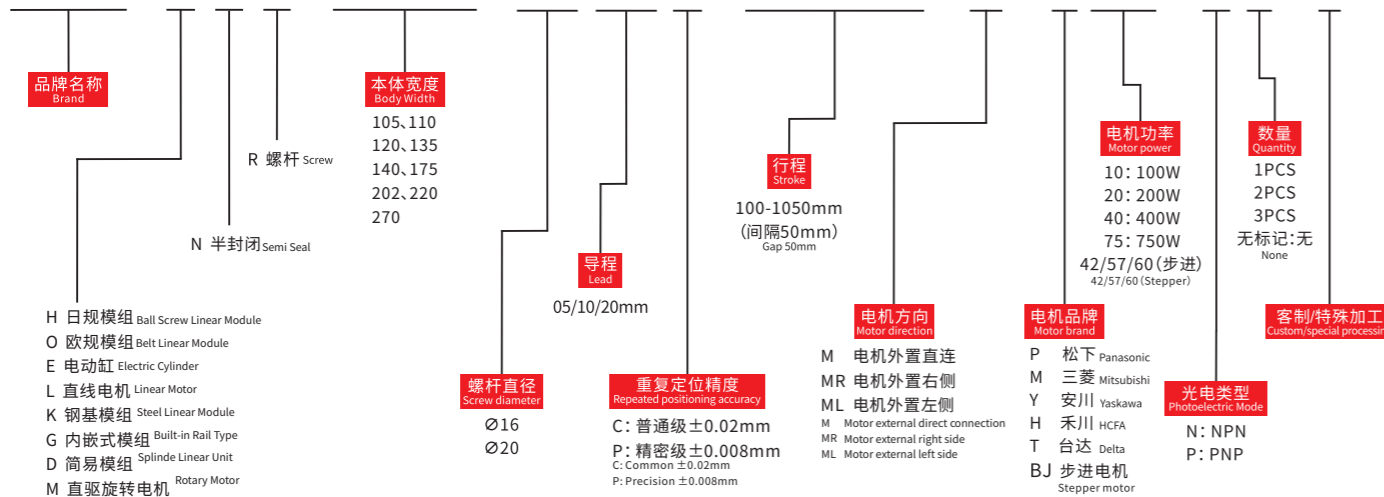 品牌名称
Brand
R 螺杆 Screw
N 半封闭 Semi Seal
H 日规模组 Ball Screw Linear Module
O 欧规模组 Belt Linear Module
E 电动缸 Electric Cylinder
L 直线电机 Linear Motor
K 钢基模组 Steel Linear Module
G 内嵌式模组 Built-in Rail Type
D 简易模组 Splinde Linear Unit
M 直驱旋转电机 Rotary Motor
本体宽度
Body Width
105、110
120、135
140、175
202、220
270
螺杆直径
Screw diameter
∅16
∅20
导程
Lead
05/10/20mm
重复定位精度
Repeated positioning accuracy
C: 普通级±0.02mm
P: 精密级±0.008mm
C: Common ±0.02mm
P: Precision ±0.008mm
行程
Stroke
100-1050mm
(间隔50mm)
Gap 50mm
电机方向
Motor direction
M 电机外置直连
MR 电机外置右侧
ML 电机外置左侧
M Motor external direct connection
MR Motor external right side
ML Motor external left side
电机品牌
Motor brand
P 松下 Panasonic
M 三菱 Mitsubishi
Y 安川 Yaskawa
H 禾川 HCFA
T 台达 Delta
BJ 步进电机
Stepper motor
电机功率
Motor power
10: 100W
20: 200W
40: 400W
75: 750W
42/57/60(步进)
42/57/60(Stepper)
光电类型
Photoelectric Mode
N: NPN
P: PNP
数量
Quantity
1PCS
2PCS
3PCS
无标记:无
None
客制/特殊加工
Custom/special processin